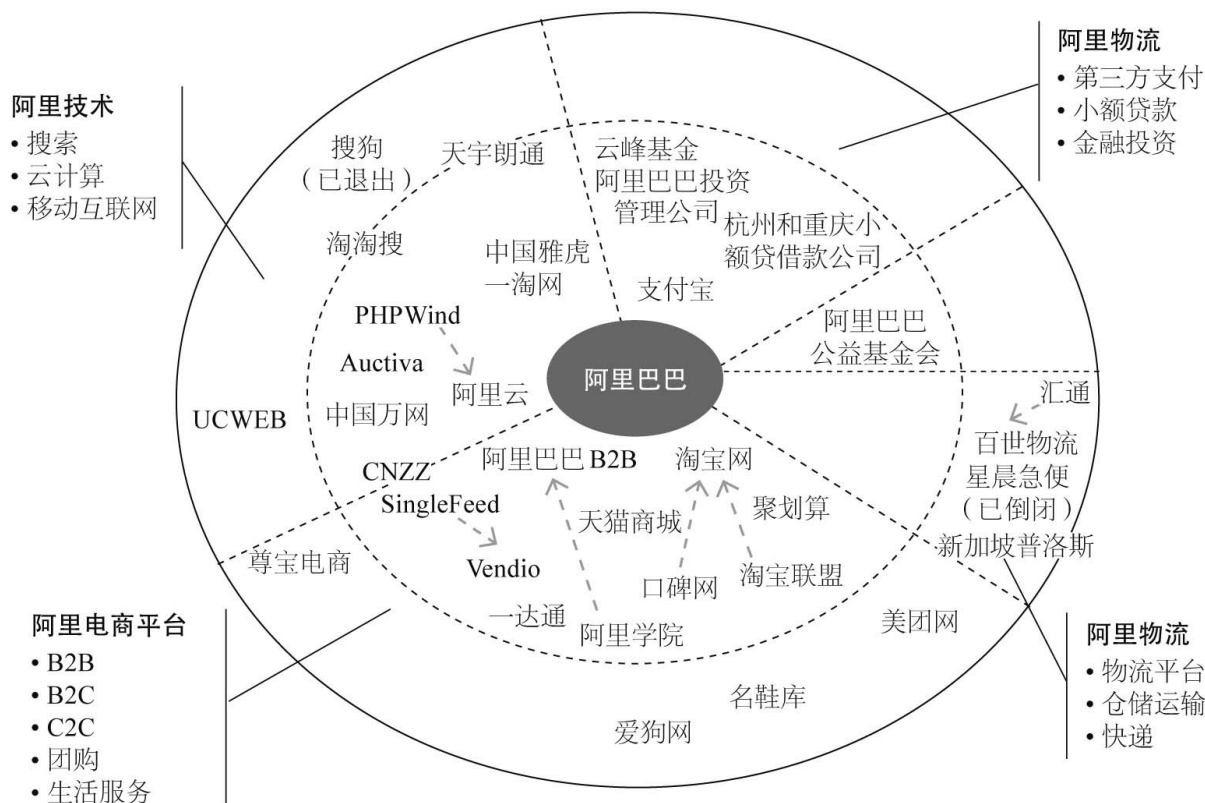 阿里物流
• 第三方支付
• 小额贷款
• 金融投资
阿里技术
• 搜索
• 云计算
• 移动互联网
搜狗
（已退出）
天宇朗通
云峰基金
阿里巴巴投资
管理公司
杭州和重庆小
额贷借款公司
淘淘搜
中国雅虎
一淘网
支付宝
PHPWind
阿里巴巴
公益基金会
Auctiva
阿里云
阿里巴巴
UCWEB
中国万网
汇通
百世物流
星晨急便
（已倒闭）
新加坡普洛斯
CNZZ
SingleFeed
阿里巴巴B2B
淘宝网
天猫商城
聚划算
尊宝电商
Vendio
口碑网
淘宝联盟
一达通
阿里学院
美团网
名鞋库
爱狗网
阿里电商平台
• B2B
• B2C
• C2C
• 团购
• 生活服务
阿里物流
• 物流平台
• 仓储运输
• 快递